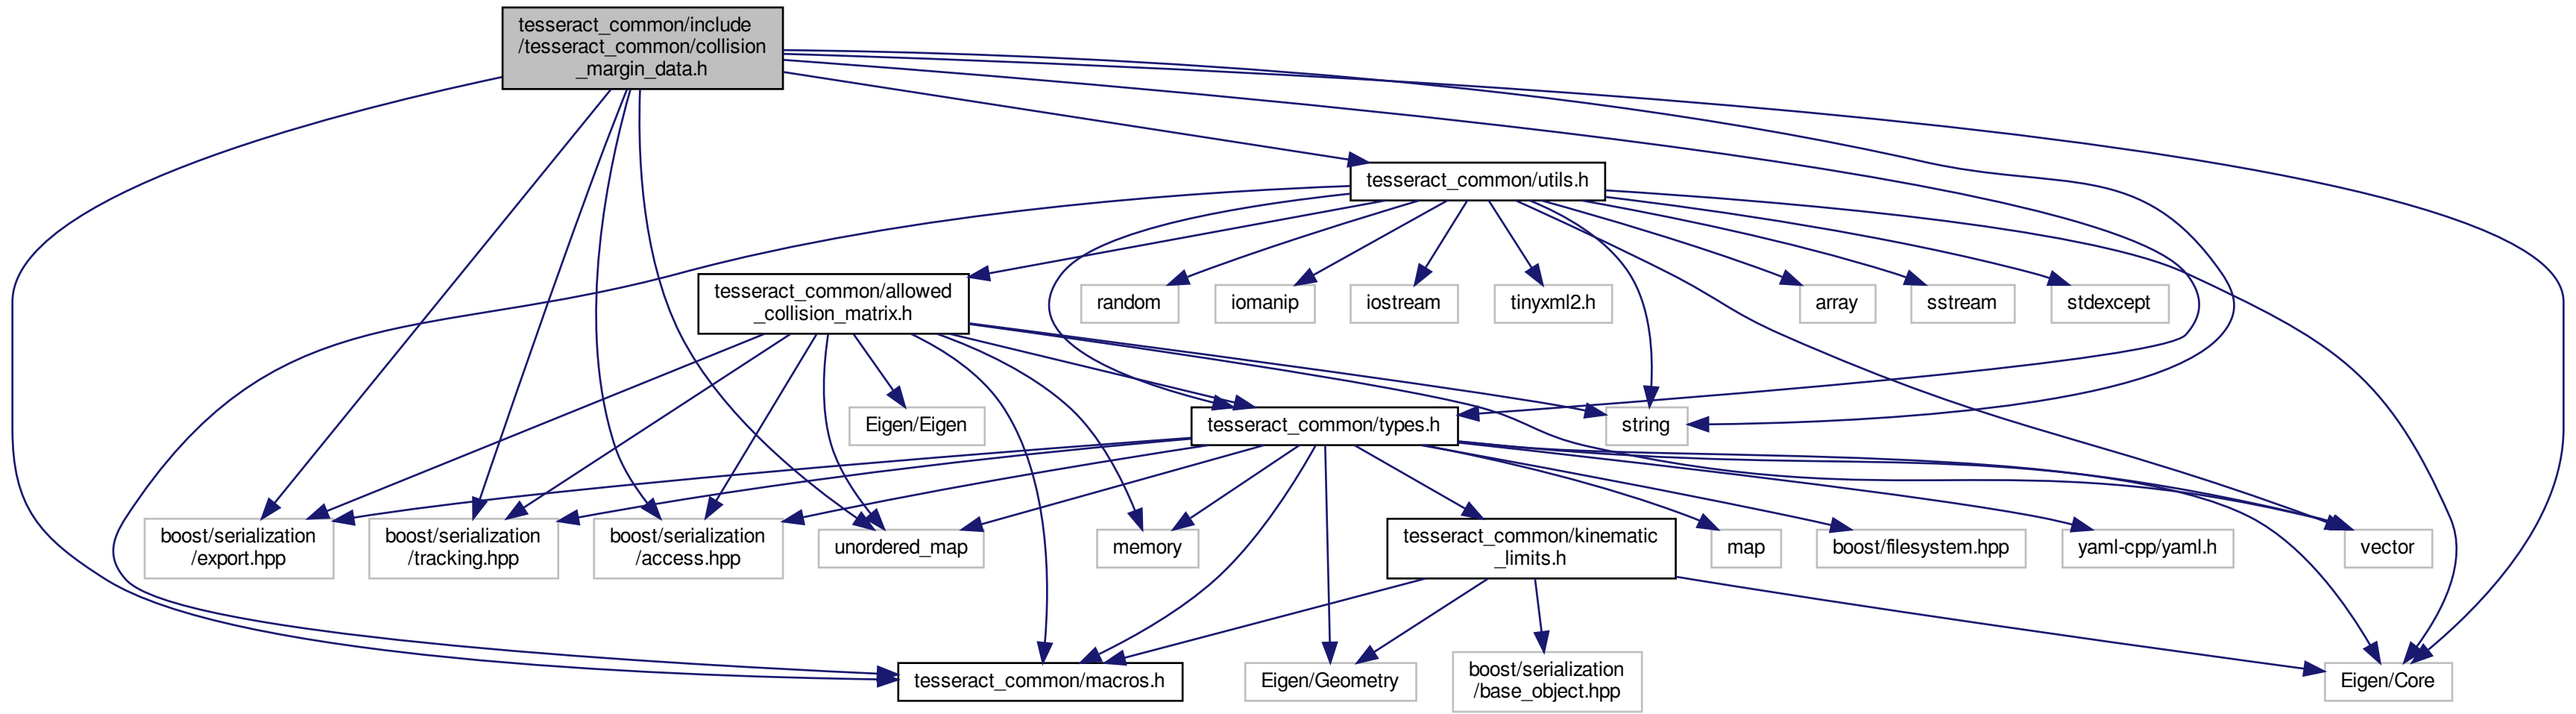 tesseract_common/include
/tesseract_common/collision
_margin_data.h
tesseract_common/utils.h
tesseract_common/allowed
_collision_matrix.h
random
iomanip
iostream
tinyxml2.h
array
sstream
stdexcept
Eigen/Eigen
tesseract_common/types.h
string
boost/serialization
/export.hpp
boost/serialization
/tracking.hpp
boost/serialization
/access.hpp
unordered_map
memory
tesseract_common/kinematic
_limits.h
map
boost/filesystem.hpp
yaml-cpp/yaml.h
vector
tesseract_common/macros.h
Eigen/Geometry
boost/serialization
/base_object.hpp
Eigen/Core